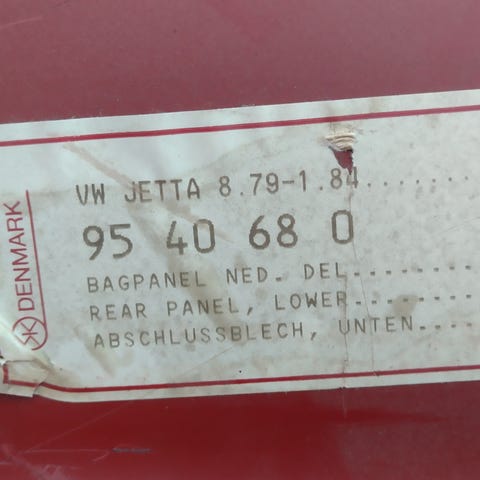 VW JETTA 8.79-1.84.......
95 40 68 0
BAGPANEL NED. DEL.........
REAR PANEL, LOWER........
ABSCHLUSSBLECH, UNTEN....
DENMARK